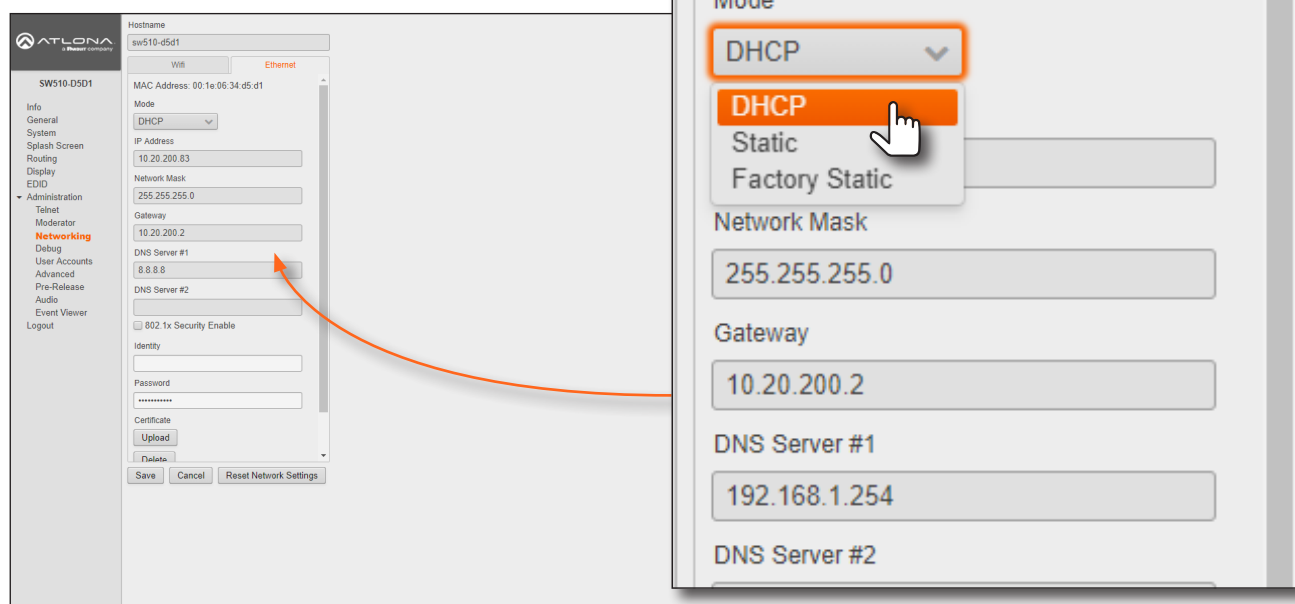 ATLONA
a Panduit company
SW510-D5D1
Info
General
System
Splash Screen
Routing
Display
EDID
Administration
Telnet
Moderator
Networking
Debug
User Accounts
Advanced
Pre-Release
Audio
Event Viewer
Logout
Hostname
sw510-d5d1
Wifi Ethernet
MAC Address: 00:1e:06:34:d5:d1
Mode
DHCP
IP Address
10.20.200.83
Network Mask
255.255.255.0
Gateway
10.20.200.2
DNS Server #1
8.8.8.8
DNS Server #2
802.1x Security Enable
Identity
Password
•••••••••••
Certificate
Upload
Delete
Save Cancel Reset Network Settings
Mode
DHCP
DHCP
Static
Factory Static
Network Mask
255.255.255.0
Gateway
10.20.200.2
DNS Server #1
192.168.1.254
DNS Server #2